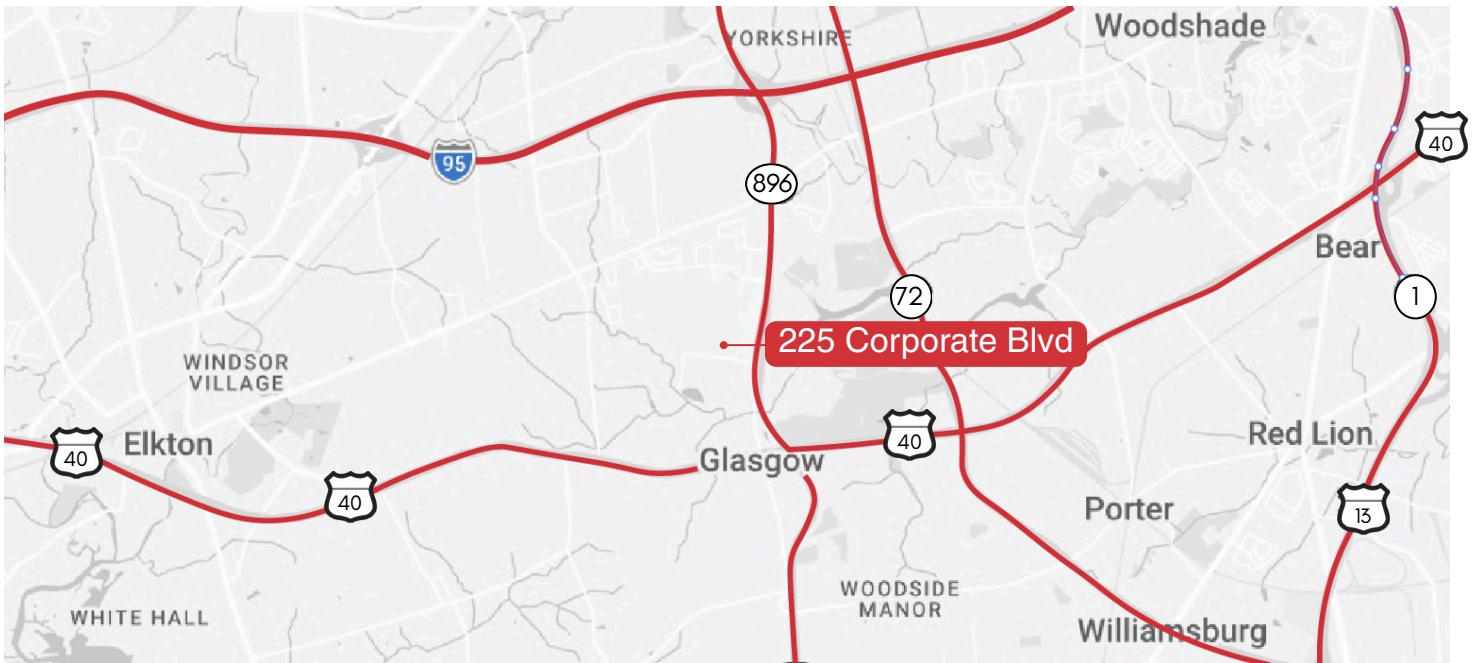 YORKSHIRE
Woodshade
40
95
896
Bear
72
1
225 Corporate Blvd
WINDSOR
VILLAGE
40
Elkton
40
Red Lion
Glasgow
40
Porter
13
WOODSIDE
MANOR
WHITE HALL
Williamsburg